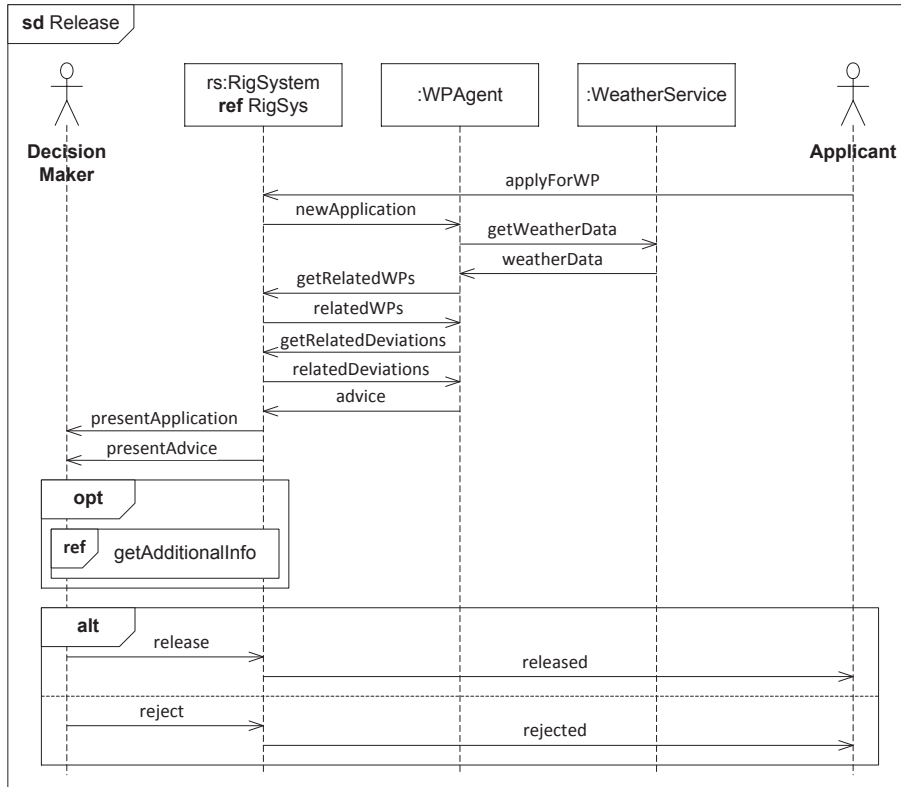 sd Release
rs:RigSystem
ref RigSys
:WPAgent
:WeatherService
Decision
Maker
Applicant
applyForWP
newApplication
getWeatherData
weatherData
getRelatedWPs
relatedWPs
getRelatedDeviations
relatedDeviations
advice
presentApplication
presentAdvice
opt
ref getAdditionalInfo
alt
release
released
reject
rejected